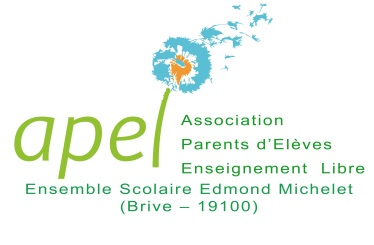 apel
Association
Parents d'Elèves
Enseignement Libre
Ensemble Scolaire Edmond Michelet
(Brive – 19100)